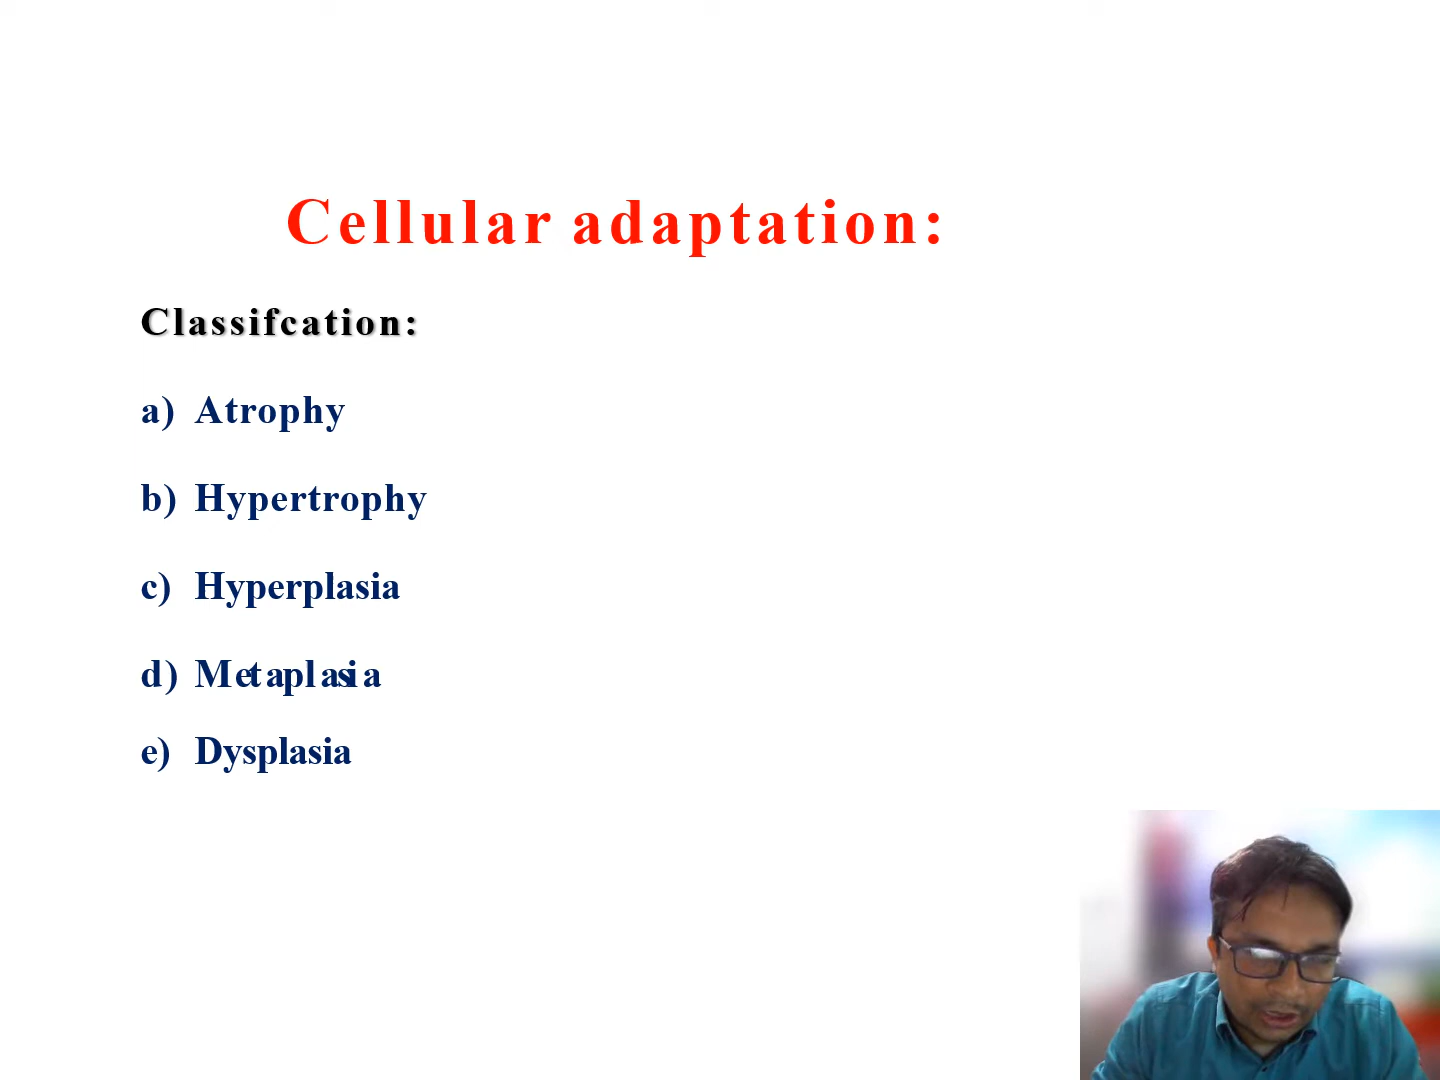 Cellular adaptation:
Classifcation:
a) Atrophy
b) Hypertrophy
c) Hyperplasia
d) Metaplasia
e) Dysplasia